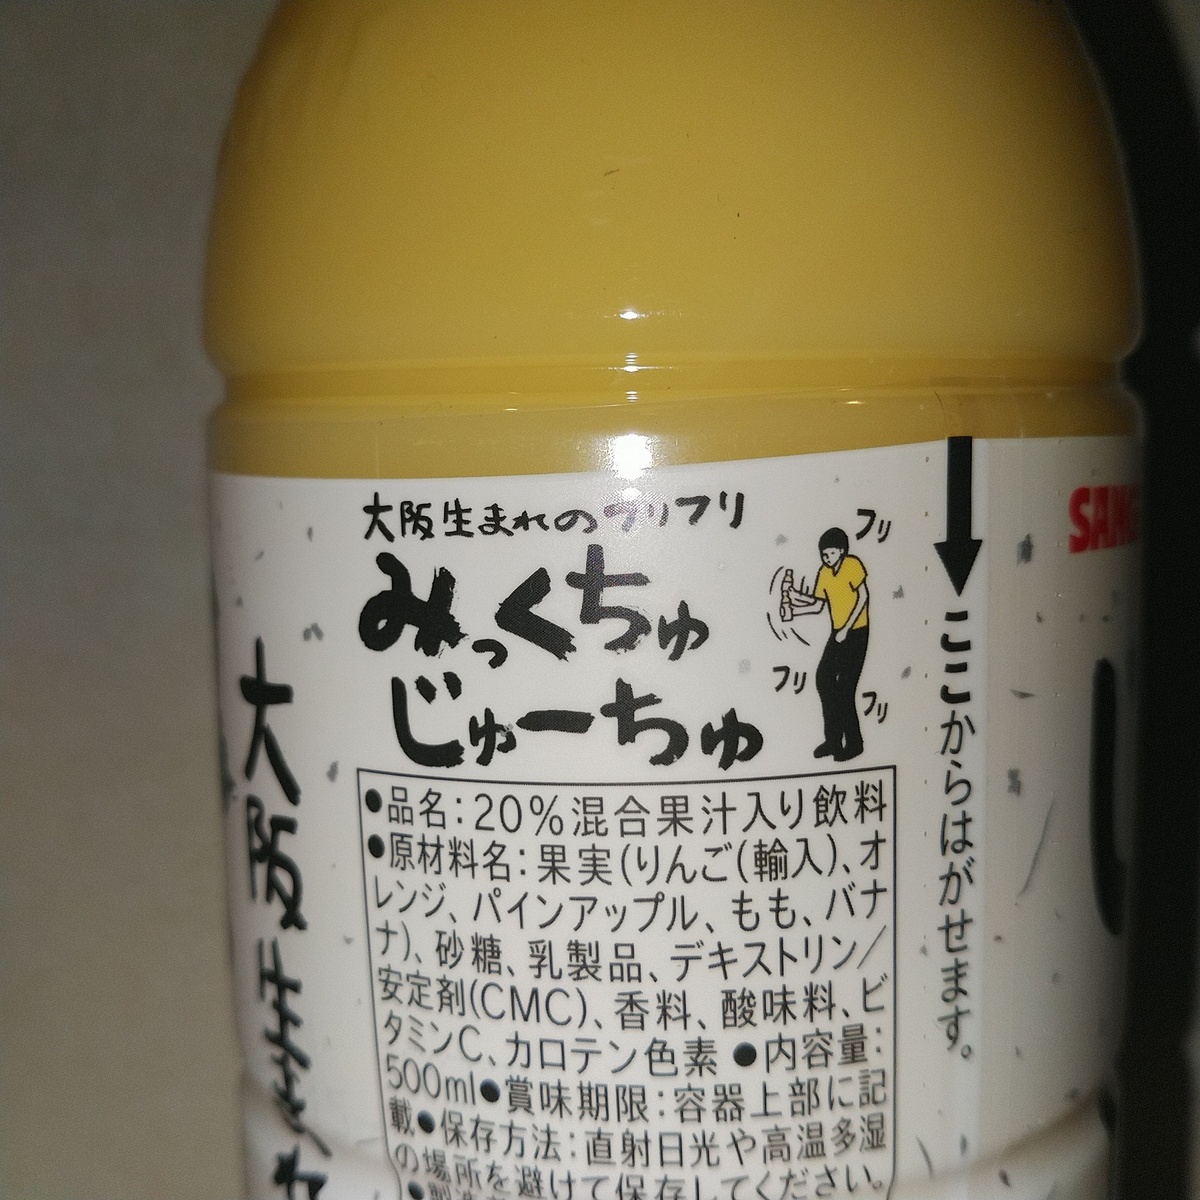 大阪生まれのフリフリ
みっくちゅ
じゅーちゅ
フリ
フリ
フリ
●品名：20％混合果汁入り飲料
●原材料名：果実（りんご（輸入）、オ
レンジ、パインアップル、もも、バナ
ナ）、砂糖、乳製品、デキストリン／
安定剤（CMC）、香料、酸味料、ビ
タミンC、カロテン色素 ●内容量：
500ml●賞味期限：容器上部に記
載●保存方法：直射日光や高温多湿
の場所を避けて保存してください。
ここからはがせます。
大阪生まれ
SANG